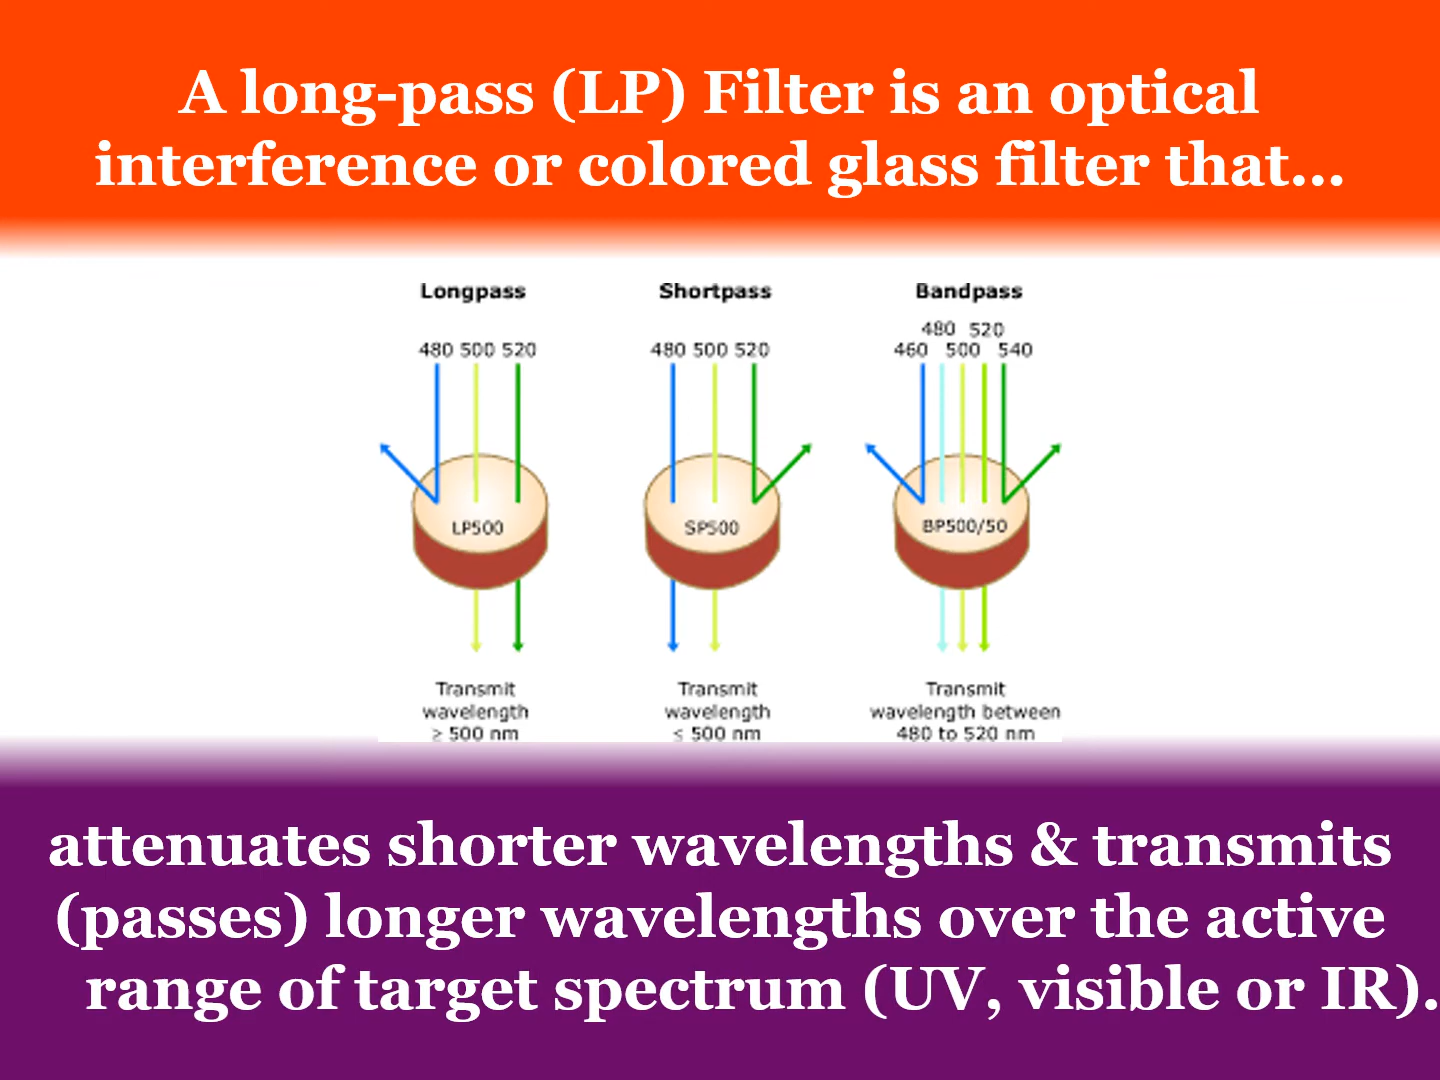 A long-pass (LP) Filter is an optical
interference or colored glass filter that...
Longpass Shortpass Bandpass
480 520
480 500 520 480 500 520 460 500 540
LP500 SP500 BP500/50
Transmit Transmit Transmit
wavelength wavelength wavelength between
≥ 500 nm ≤ 500 nm 480 to 520 nm
attenuates shorter wavelengths & transmits
(passes) longer wavelengths over the active
range of target spectrum (UV, visible or IR).